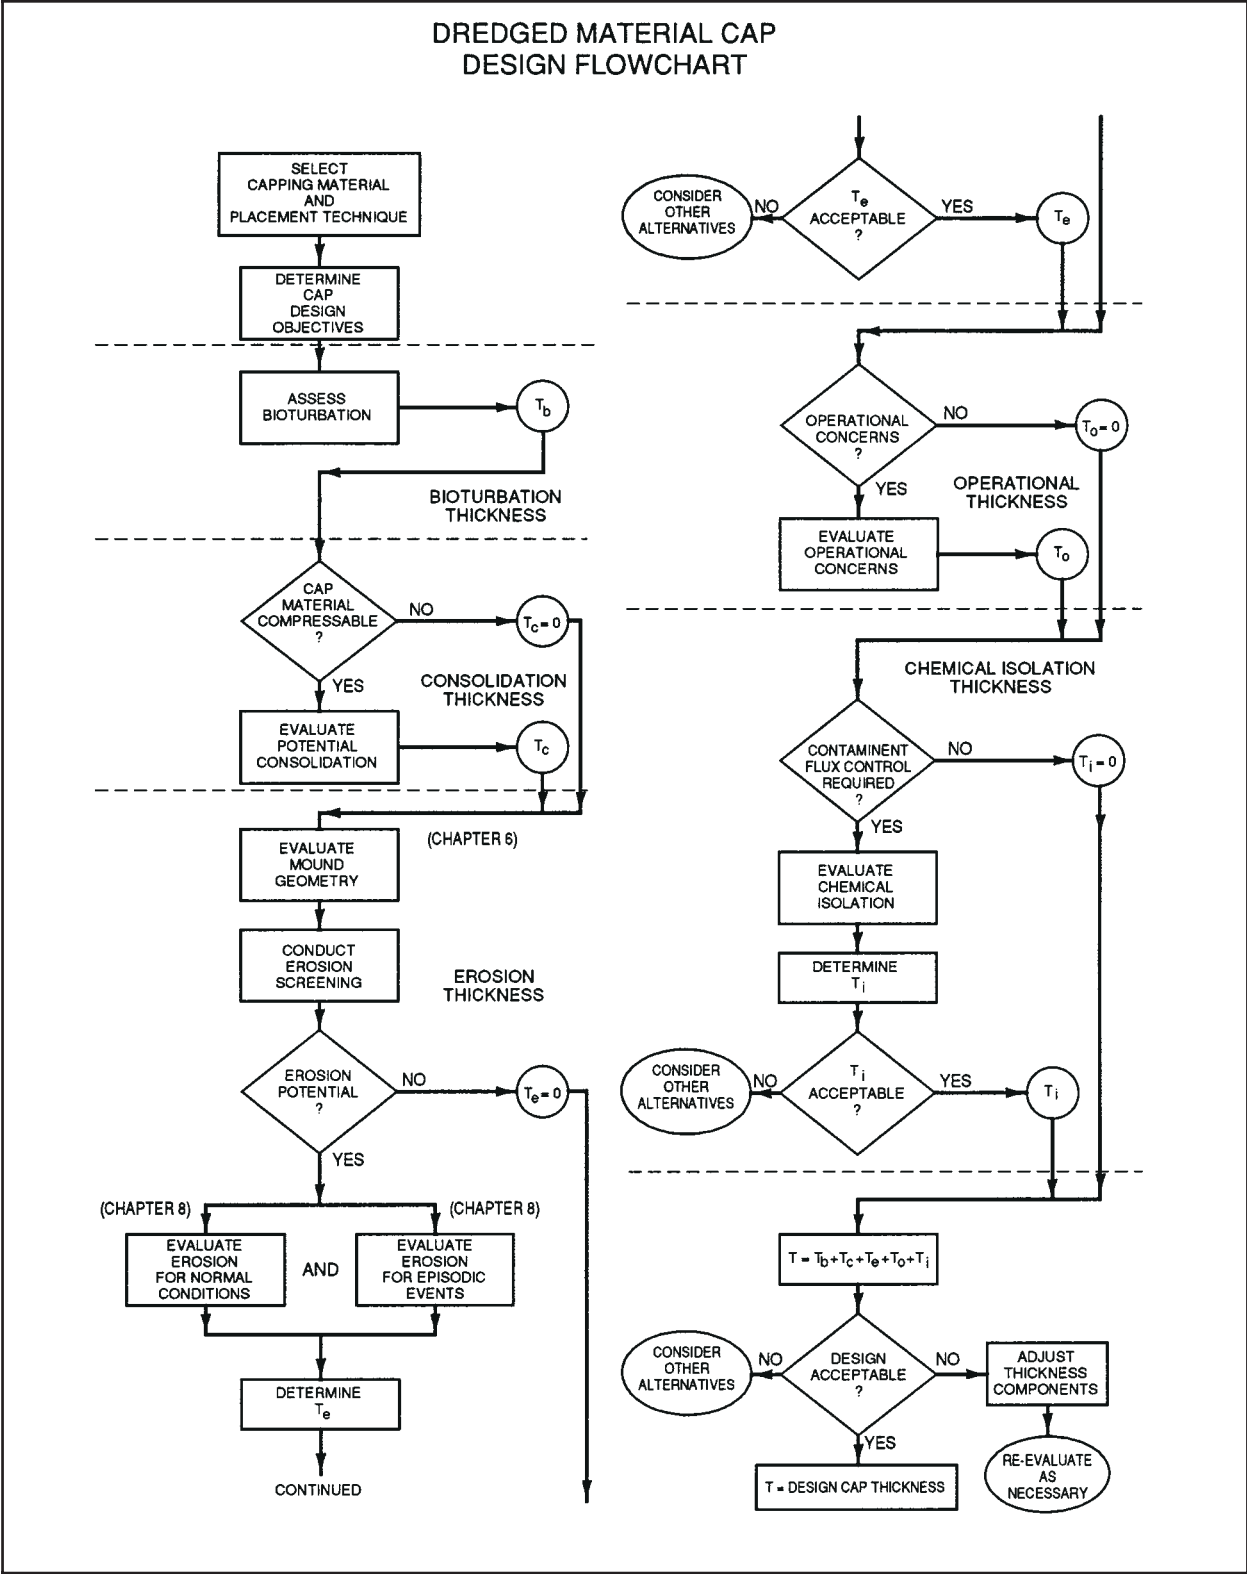 DREDGED MATERIAL CAP
DESIGN FLOWCHART
SELECT
CAPPING MATERIAL
AND
PLACEMENT TECHNIQUE
DETERMINE
CAP
DESIGN
OBJECTIVES
ASSESS
BIOTURBATION
Tb
BIOTURBATION
THICKNESS
CAP
MATERIAL
COMPRESSABLE
?
NO
Tc = 0
YES
CONSOLIDATION
THICKNESS
EVALUATE
POTENTIAL
CONSOLIDATION
Tc
(CHAPTER 6)
EVALUATE
MOUND
GEOMETRY
CONDUCT
EROSION
SCREENING
EROSION
THICKNESS
EROSION
POTENTIAL
?
NO
Te = 0
YES
(CHAPTER 8)
(CHAPTER 8)
EVALUATE
EROSION
FOR NORMAL
CONDITIONS
AND
EVALUATE
EROSION
FOR EPISODIC
EVENTS
DETERMINE
Te
CONTINUED
CONSIDER
OTHER
ALTERNATIVES
NO
Te
ACCEPTABLE
?
YES
Te
OPERATIONAL
CONCERNS
?
NO
To = 0
YES
OPERATIONAL
THICKNESS
EVALUATE
OPERATIONAL
CONCERNS
To
CHEMICAL ISOLATION
THICKNESS
CONTAMINENT
FLUX CONTROL
REQUIRED
?
NO
Ti = 0
YES
EVALUATE
CHEMICAL
ISOLATION
DETERMINE
Ti
CONSIDER
OTHER
ALTERNATIVES
NO
Ti
ACCEPTABLE
?
YES
Ti
T = Tb+Tc+Te+To+Ti
CONSIDER
OTHER
ALTERNATIVES
NO
DESIGN
ACCEPTABLE
?
NO
ADJUST
THICKNESS
COMPONENTS
YES
RE-EVALUATE
AS
NECESSARY
T = DESIGN CAP THICKNESS